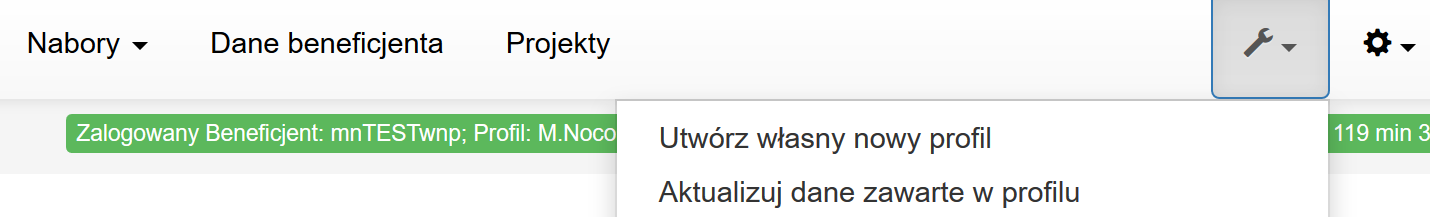 Nabory Dane beneficjenta Projekty
Zalogowany Beneficjent: mnTESTwnp; Profil: M.Noco 119 min 3
Utwórz własny nowy profil
Aktualizuj dane zawarte w profilu